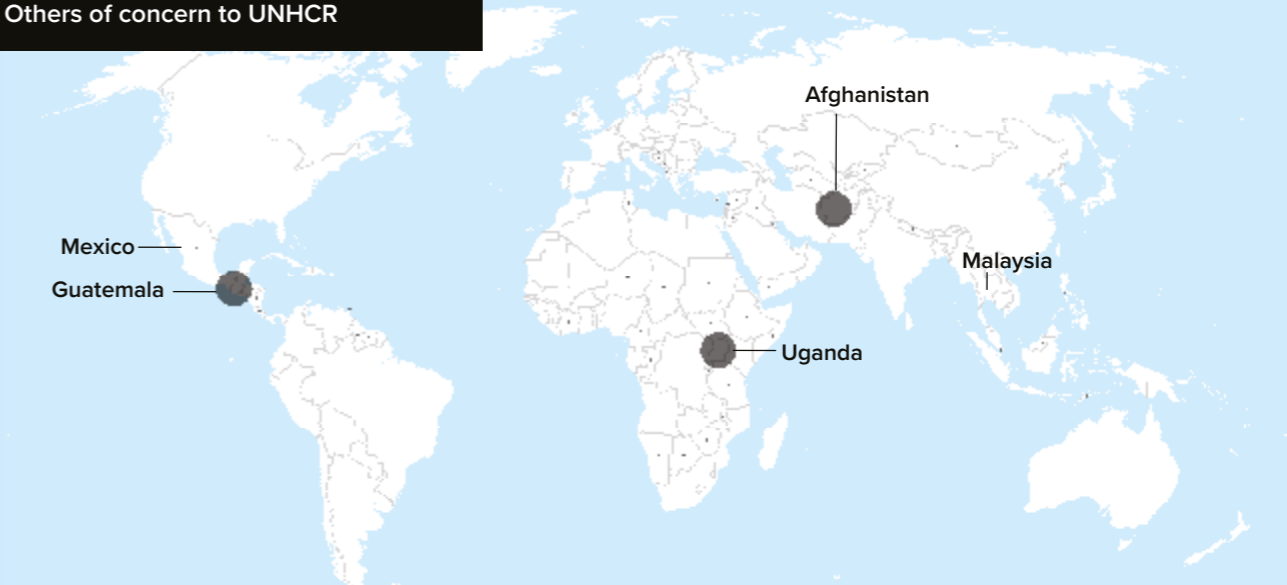 Others of concern to UNHCR
Afghanistan
Mexico
Malaysia
Guatemala
Uganda